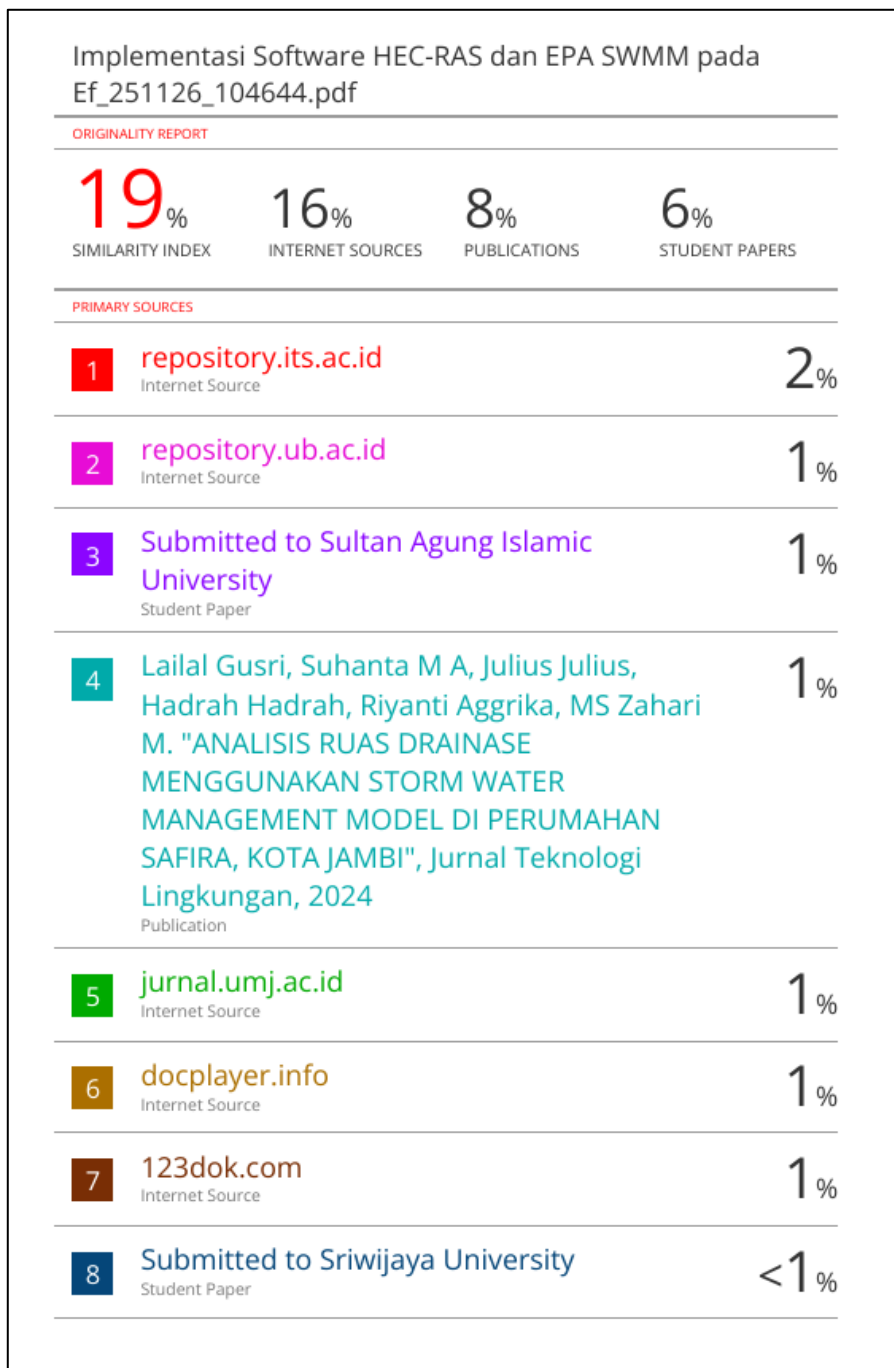 Implementasi Software HEC-RAS dan EPA SWMM pada
Ef_251126_104644.pdf
ORIGINALITY REPORT
19%
SIMILARITY INDEX
16%
INTERNET SOURCES
8%
PUBLICATIONS
6%
STUDENT PAPERS
PRIMARY SOURCES
1
repository.its.ac.id
Internet Source
2%
2
repository.ub.ac.id
Internet Source
1%
3
Submitted to Sultan Agung Islamic
University
Student Paper
1%
4
Lailal Gusri, Suhanta M A, Julius Julius,
Hadrah Hadrah, Riyanti Aggrika, MS Zahari
M. "ANALISIS RUAS DRAINASE
MENGGUNAKAN STORM WATER
MANAGEMENT MODEL DI PERUMAHAN
SAFIRA, KOTA JAMBI", Jurnal Teknologi
Lingkungan, 2024
Publication
1%
5
jurnal.umj.ac.id
Internet Source
1%
6
docplayer.info
Internet Source
1%
7
123dok.com
Internet Source
1%
8
Submitted to Sriwijaya University
Student Paper
<1%